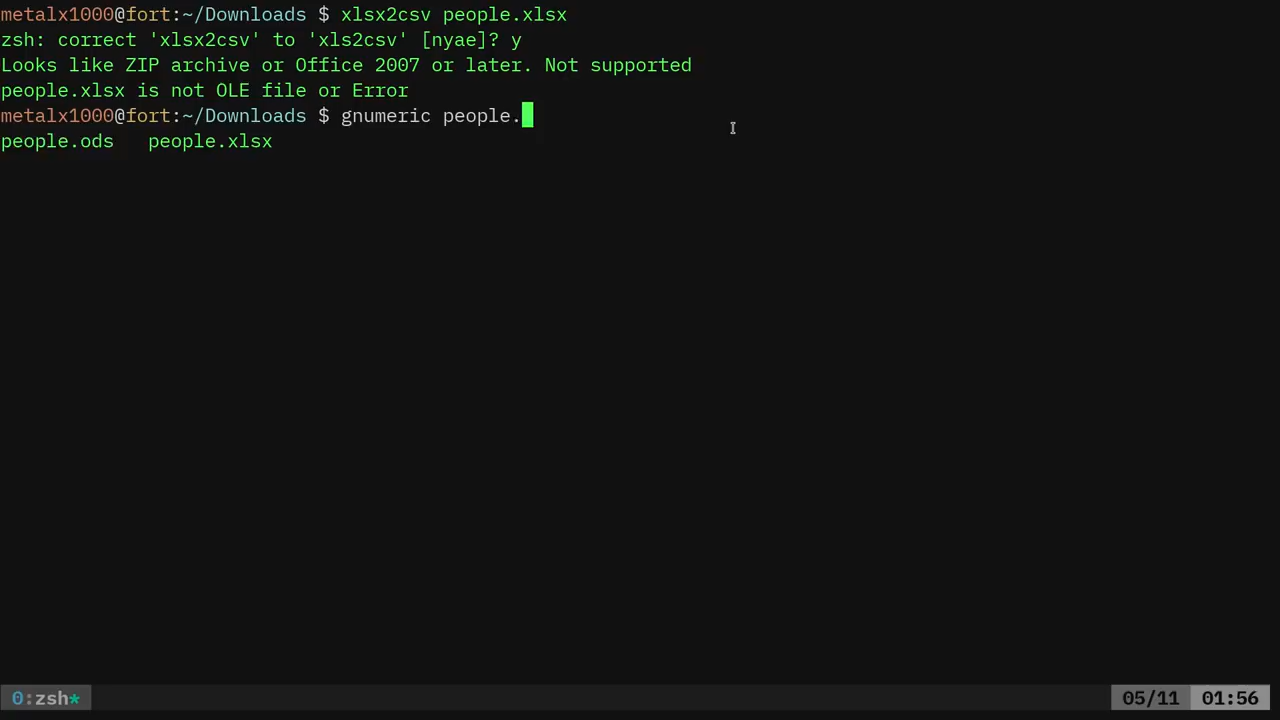 metalx1000@fort:~/Downloads $ xlsx2csv people.xlsx
zsh: correct 'xlsx2csv' to 'xls2csv' [nyae]? y
Looks like ZIP archive or Office 2007 or later. Not supported
people.xlsx is not OLE file or Error
metalx1000@fort:~/Downloads $ gnumeric people.
people.ods   people.xlsx
0:zsh* 05/11 01:56